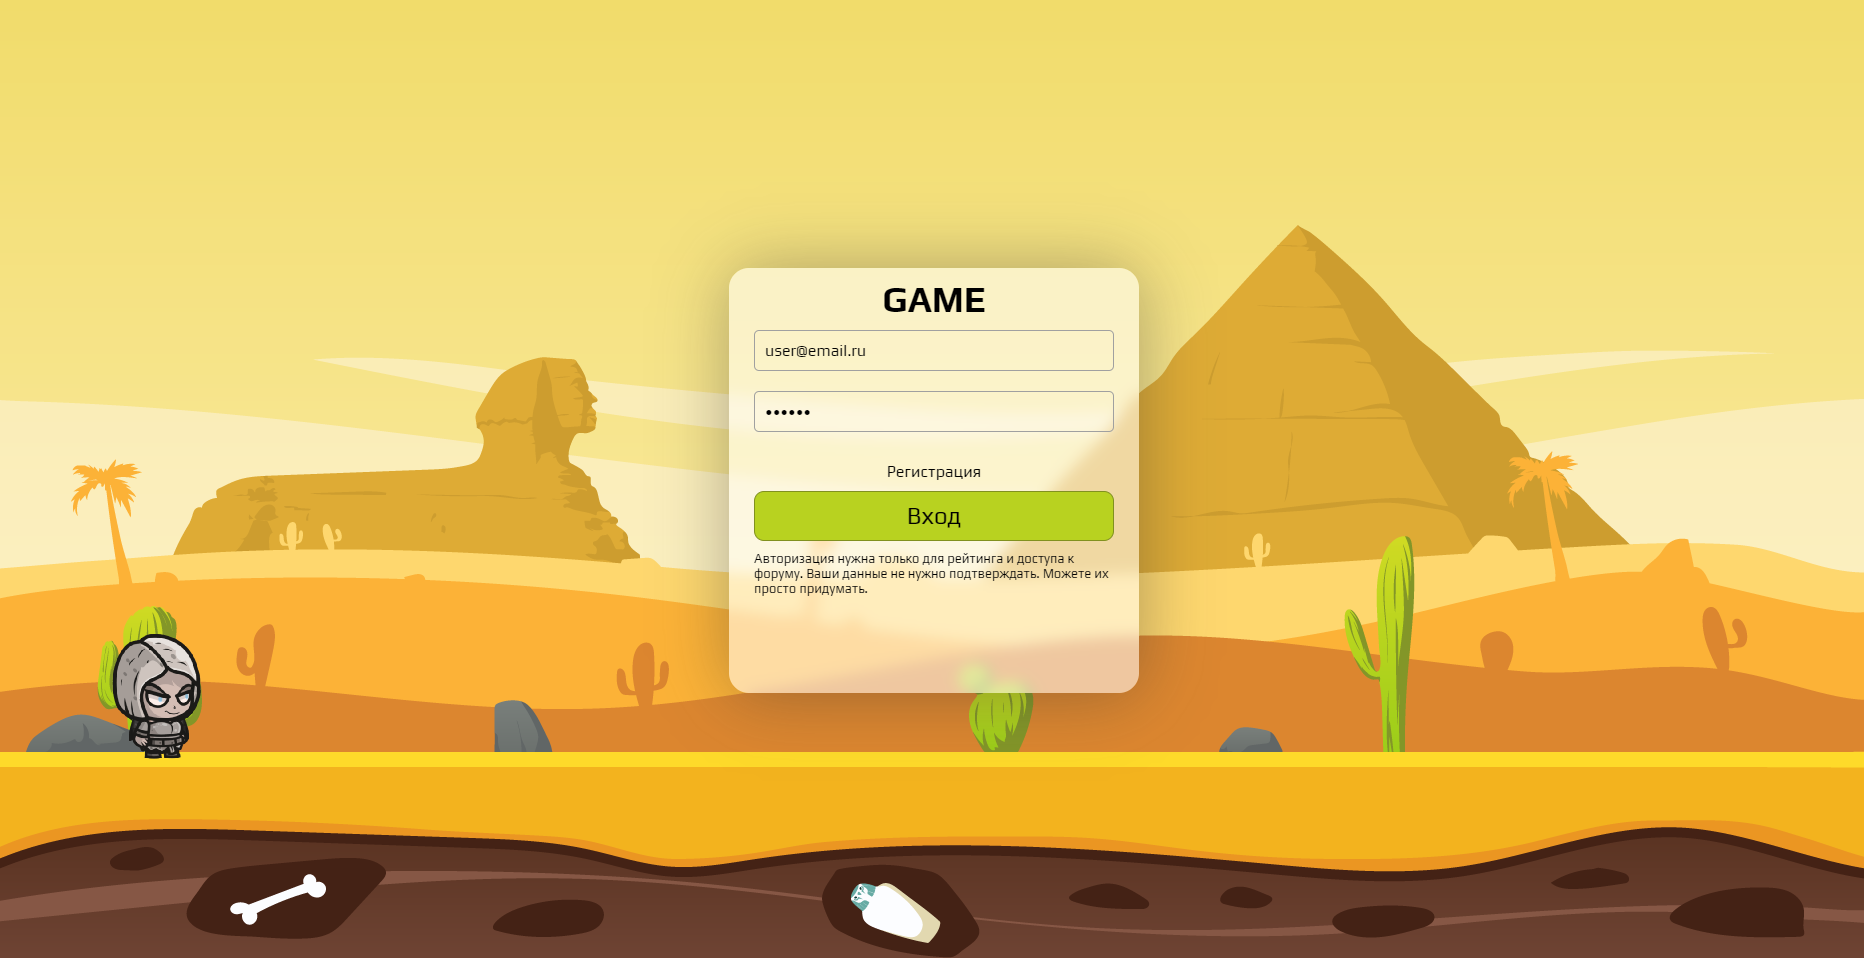 GAME
user@email.ru
••••••
Регистрация
Вход
Авторизация нужна только для рейтинга и доступа к
форуму. Ваши данные не нужно подтверждать. Можете их
просто придумать.